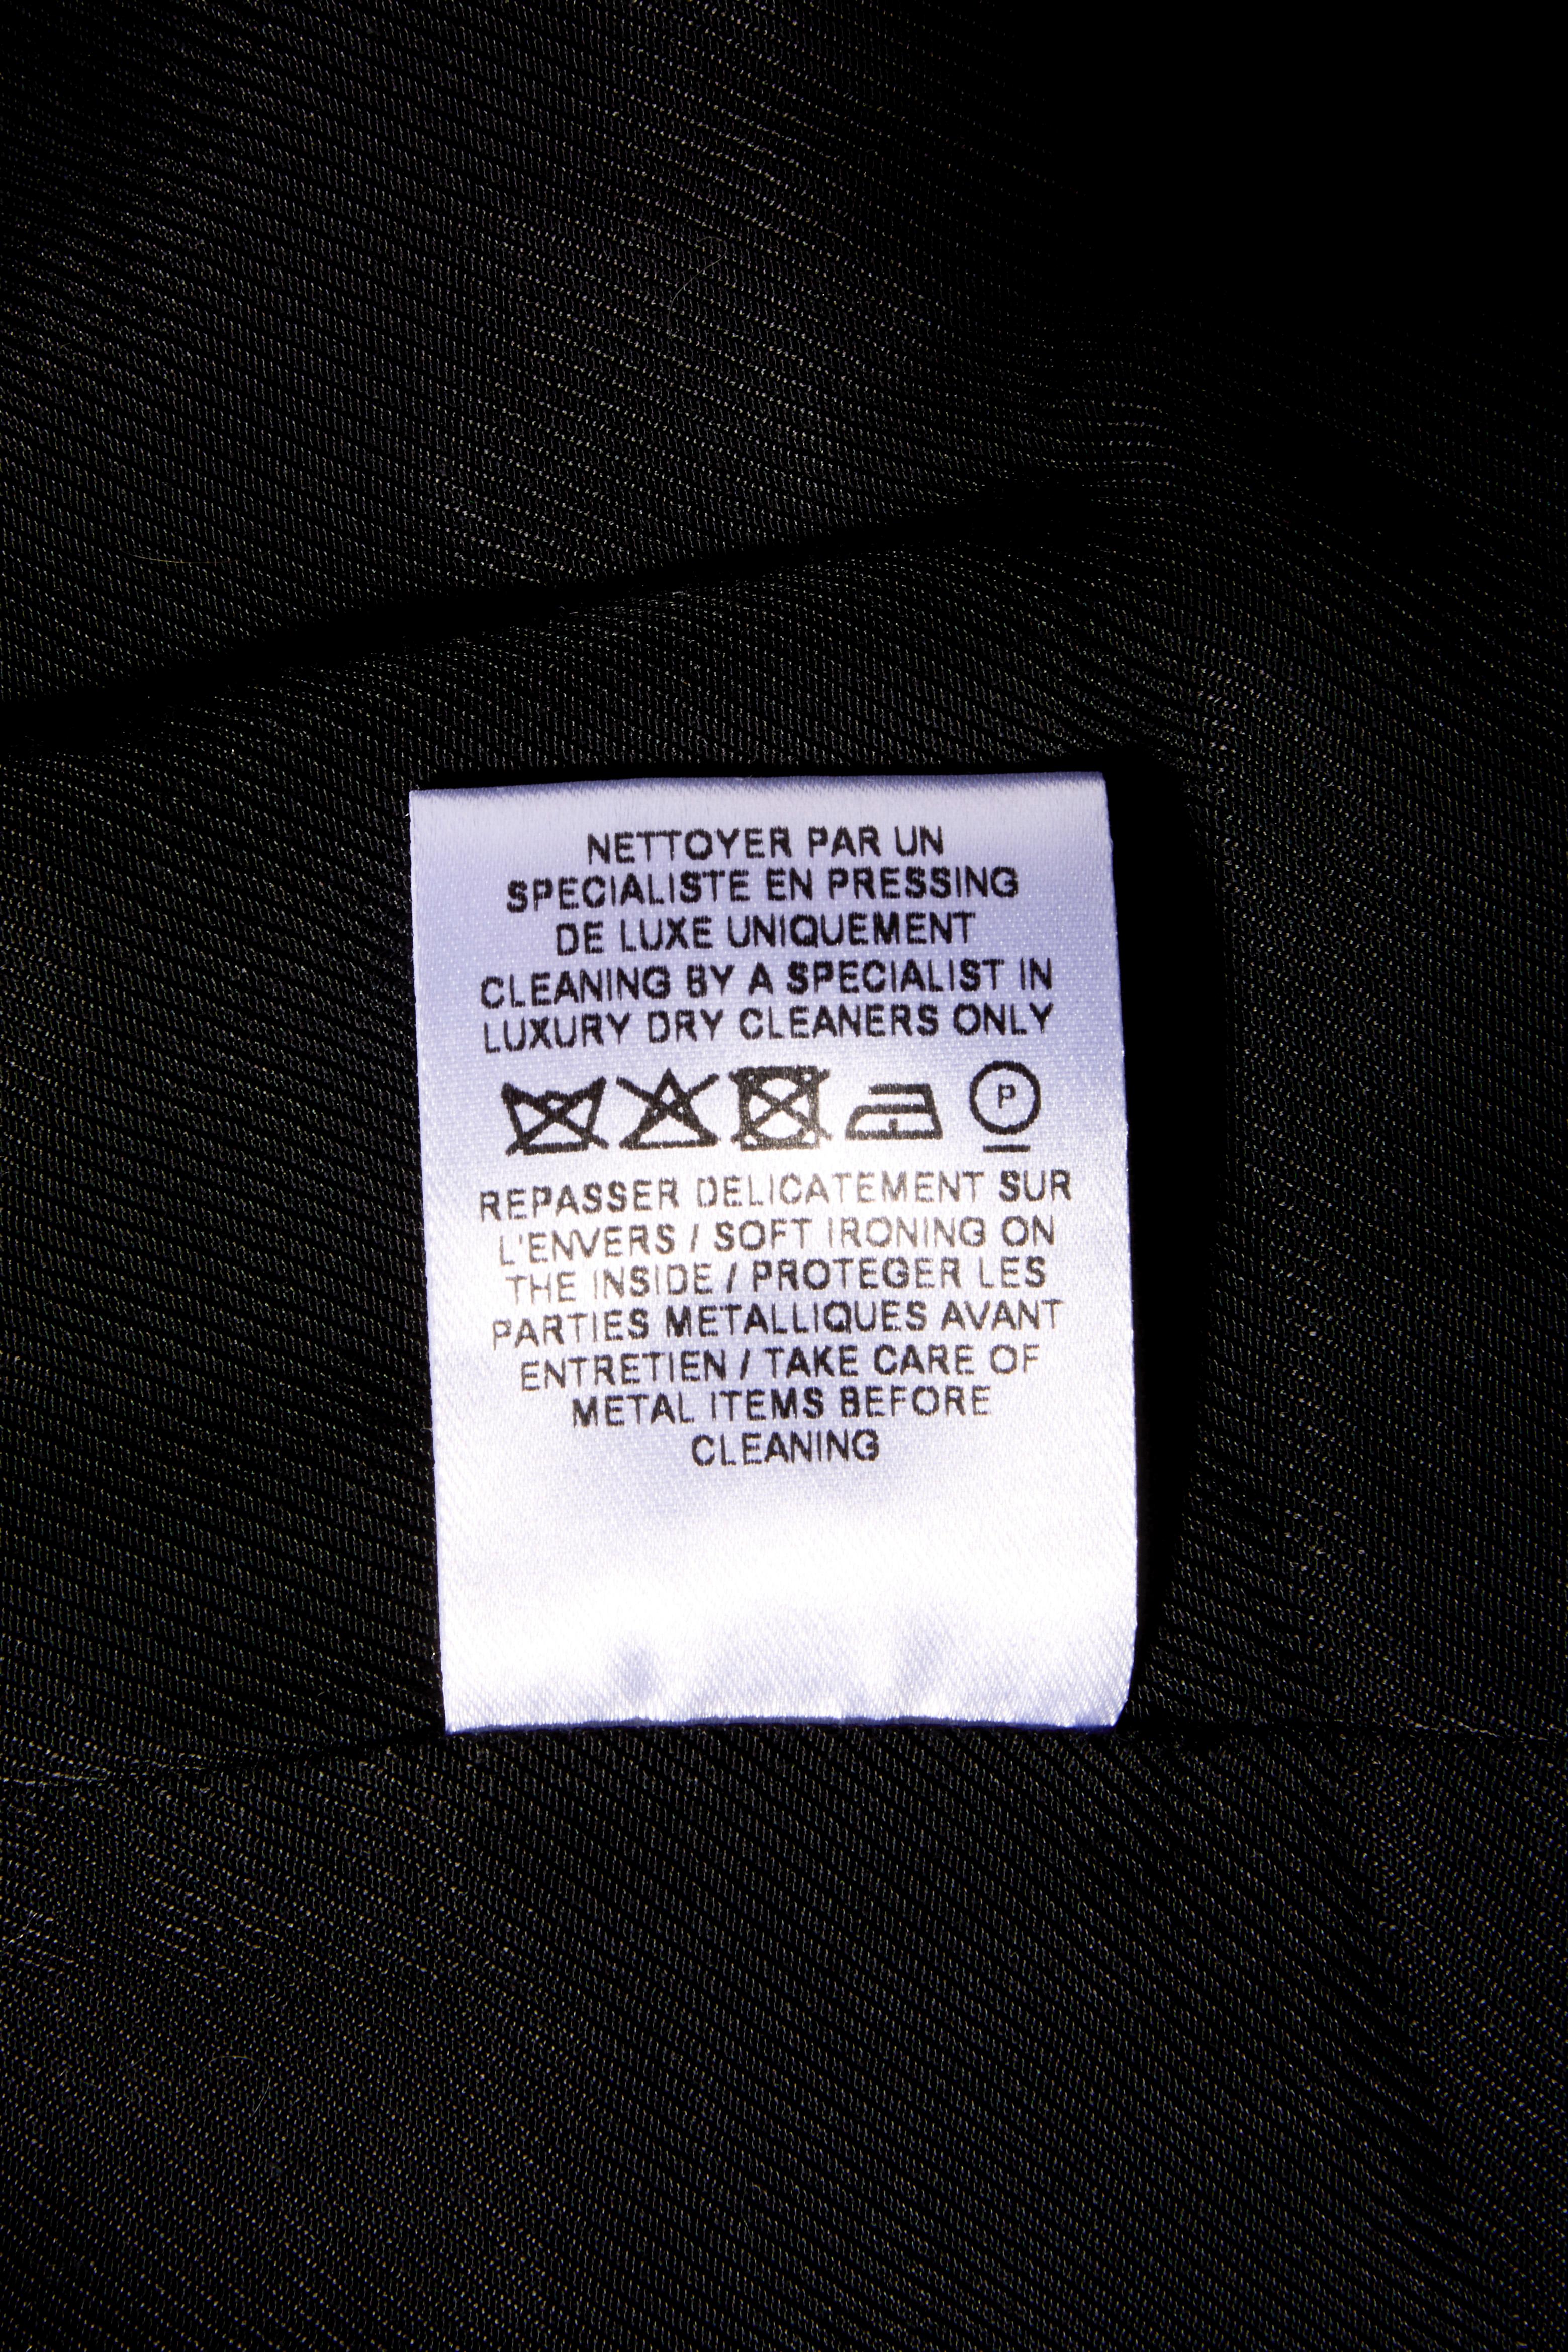 NETTOYER PAR UN
SPECIALISTE EN PRESSING
DE LUXE UNIQUEMENT
CLEANING BY A SPECIALIST IN
LUXURY DRY CLEANERS ONLY
P
REPASSER DELICATEMENT SUR
L'ENVERS / SOFT IRONING ON
THE INSIDE / PROTEGER LES
PARTIES METALLIQUES AVANT
ENTRETIEN / TAKE CARE OF
METAL ITEMS BEFORE
CLEANING